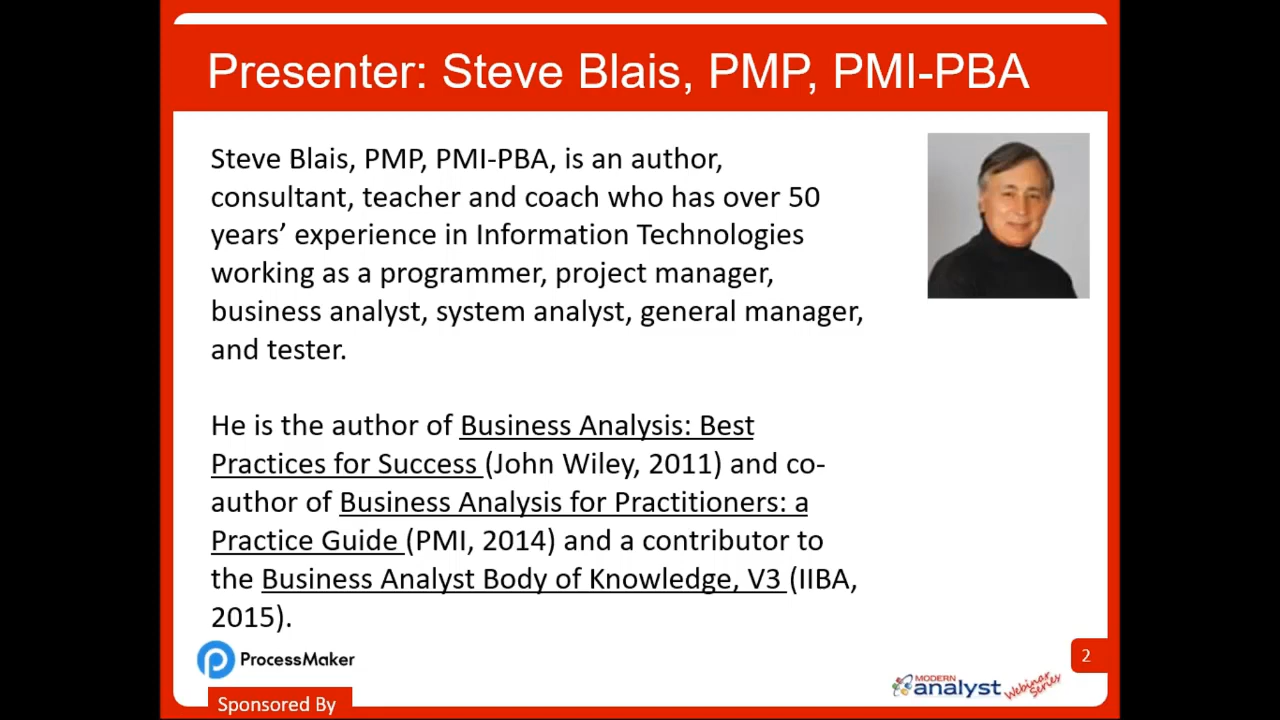 Presenter: Steve Blais, PMP, PMI-PBA
Steve Blais, PMP, PMI-PBA, is an author,
consultant, teacher and coach who has over 50
years’ experience in Information Technologies
working as a programmer, project manager,
business analyst, system analyst, general manager,
and tester.
He is the author of Business Analysis: Best
Practices for Success (John Wiley, 2011) and co-
author of Business Analysis for Practitioners: a
Practice Guide (PMI, 2014) and a contributor to
the Business Analyst Body of Knowledge, V3 (IIBA,
2015).
ProcessMaker
2
MODERN
analyst Webinar
Series
Sponsored By